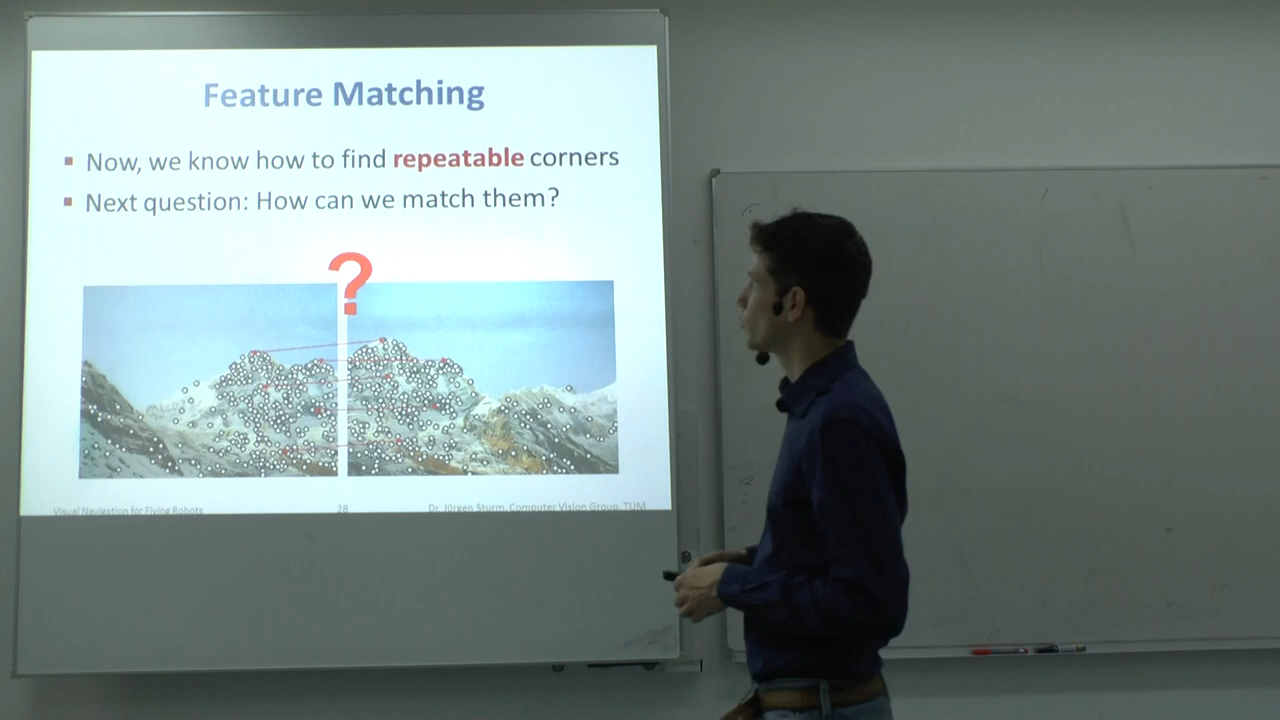 Feature Matching
Now, we know how to find repeatable corners
Next question: How can we match them?
?
Visual Navigation for Flying Robots
28
Dr. Jürgen Sturm, Computer Vision Group, TUM